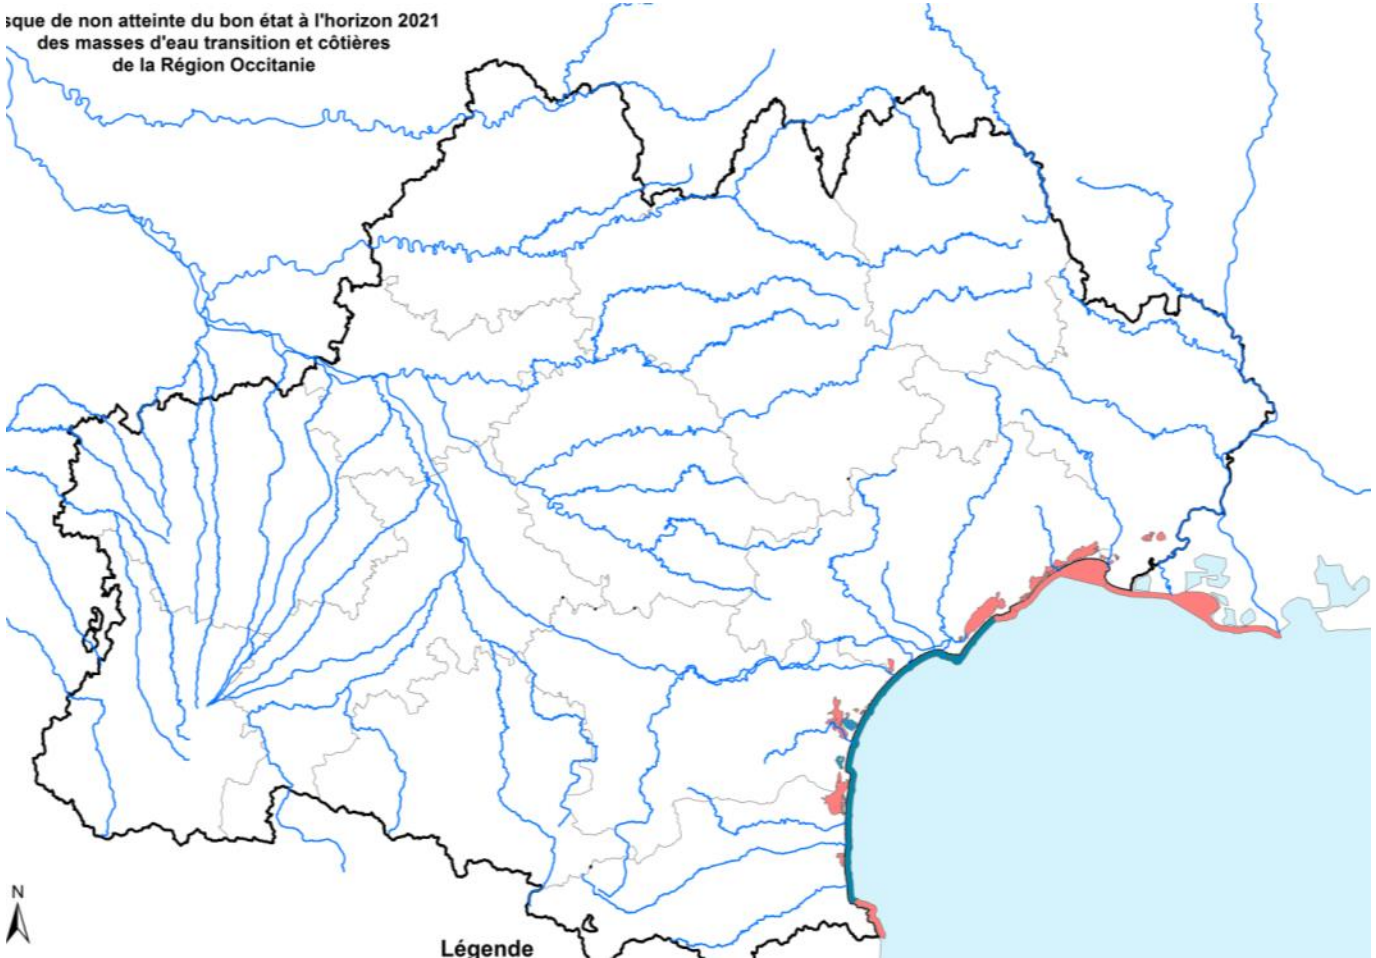 sque de non atteinte du bon état à l'horizon 2021
des masses d'eau transition et côtières
de la Région Occitanie
N
Légende